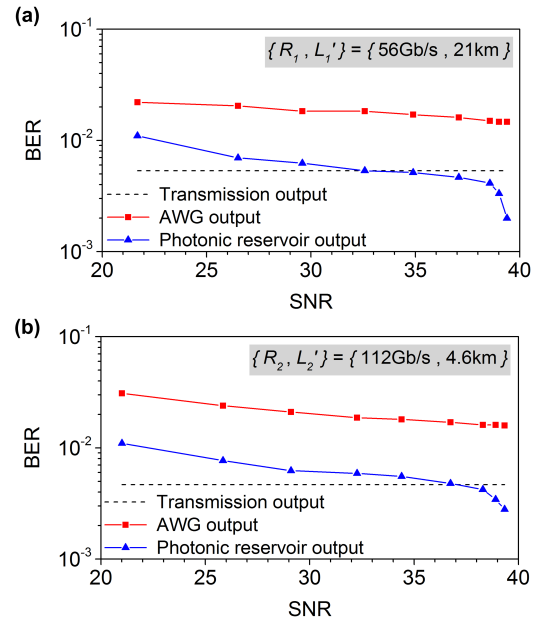 (a)
10⁻¹
{ R₁ , L₁' } = { 56Gb/s , 21km }
BER
10⁻²
Transmission output
AWG output
Photonic reservoir output
10⁻³
20 25 30 35 40
SNR
(b)
10⁻¹
{ R₂ , L₂' } = { 112Gb/s , 4.6km }
BER
10⁻²
Transmission output
AWG output
Photonic reservoir output
10⁻³
20 25 30 35 40
SNR